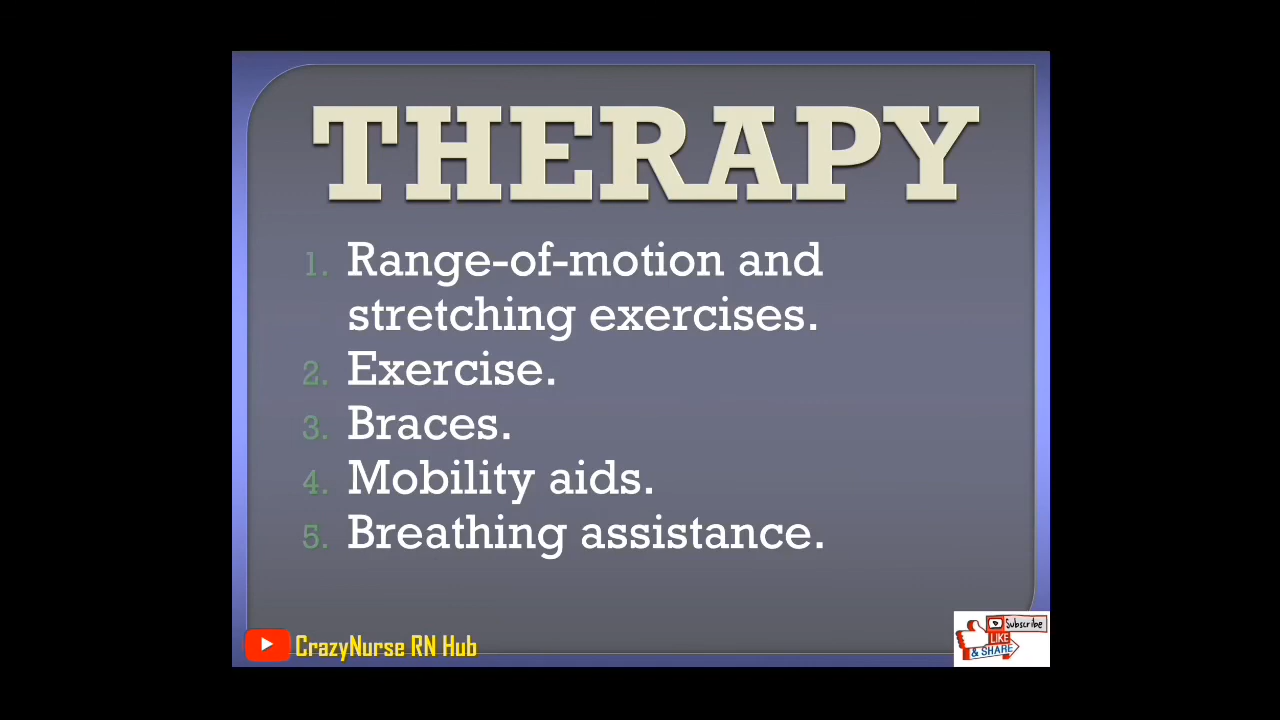 THERAPY
1. Range-of-motion and
stretching exercises.
2. Exercise.
3. Braces.
4. Mobility aids.
5. Breathing assistance.
CrazyNurse RN Hub
Subscribe
LIKE
& SHARE